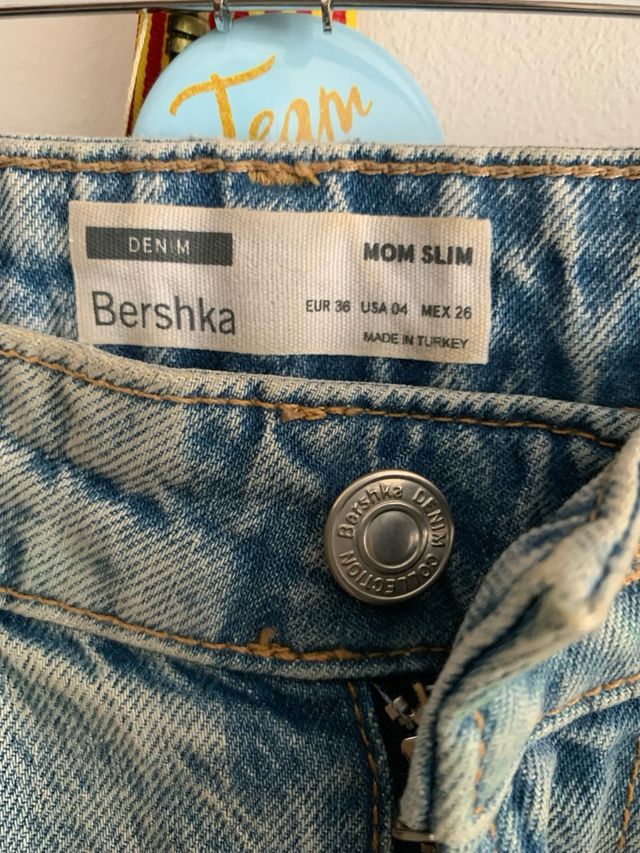 Team
DENIM
MOM SLIM
Bershka
EUR 36 USA 04 MEX 26
MADE IN TURKEY
Bershka DENIM
COLLECTION